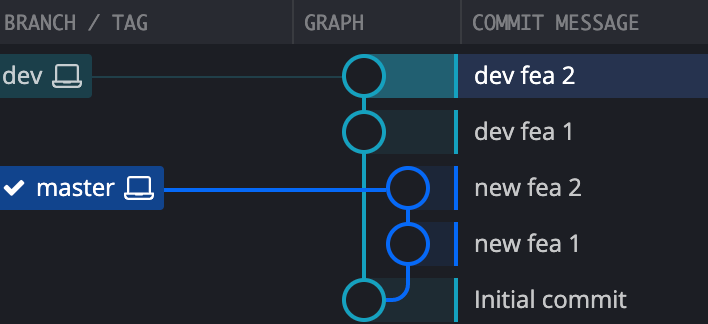 BRANCH / TAG GRAPH COMMIT MESSAGE
dev dev fea 2
dev fea 1
master new fea 2
new fea 1
Initial commit